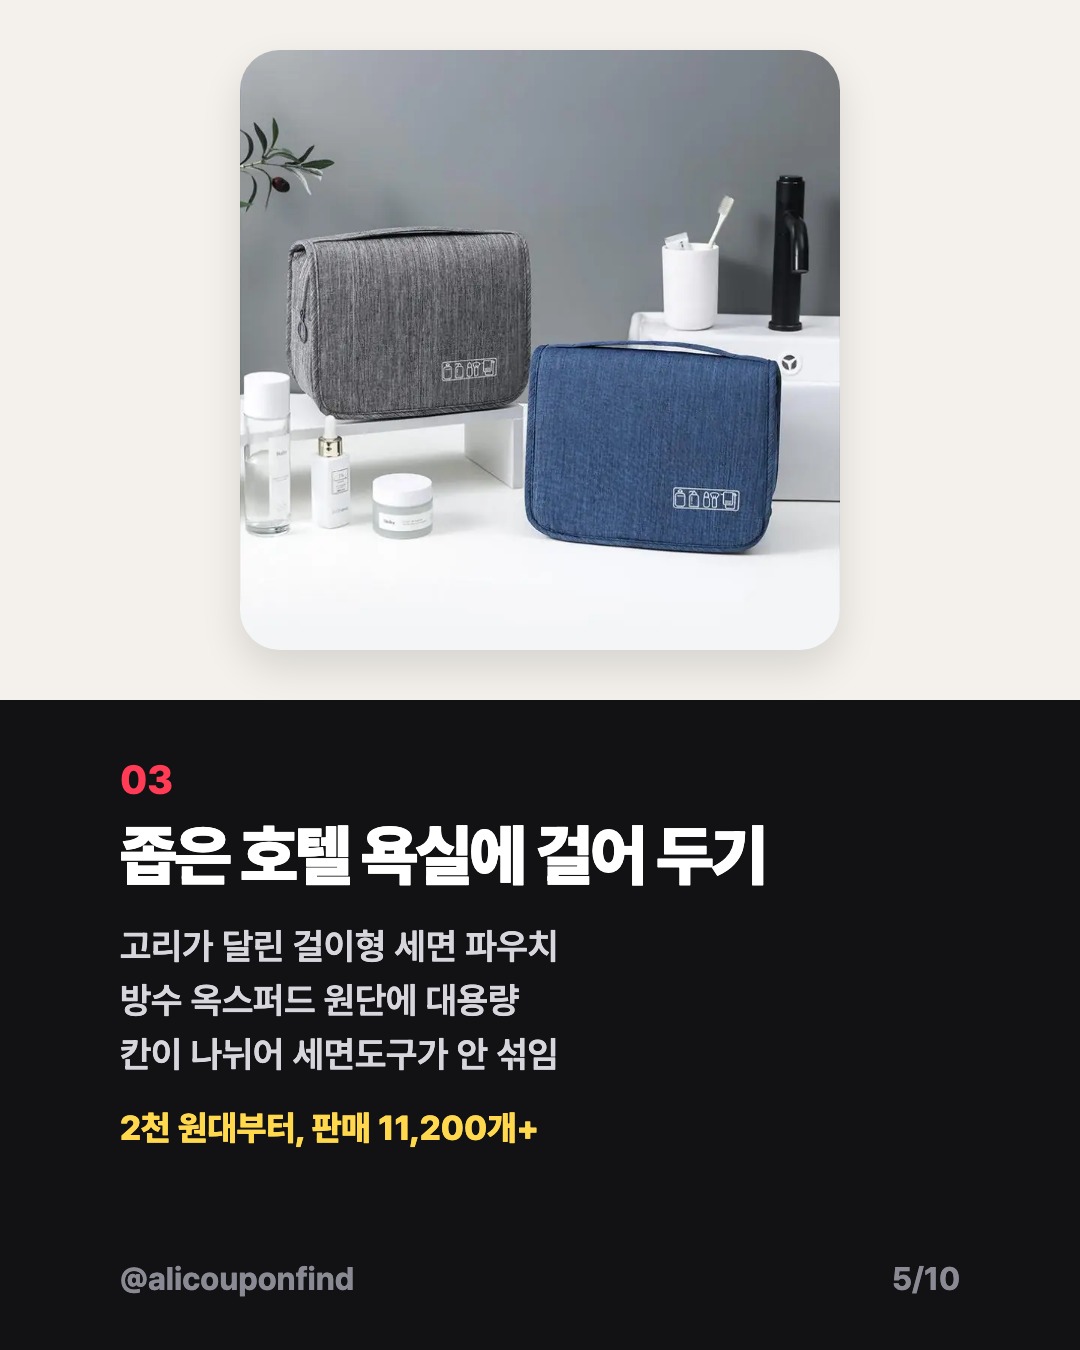 03
좁은 호텔 욕실에 걸어 두기
고리가 달린 걸이형 세면 파우치
방수 옥스퍼드 원단에 대용량
칸이 나뉘어 세면도구가 안 섞임
2천 원대부터, 판매 11,200개+
@alicouponfind
5/10